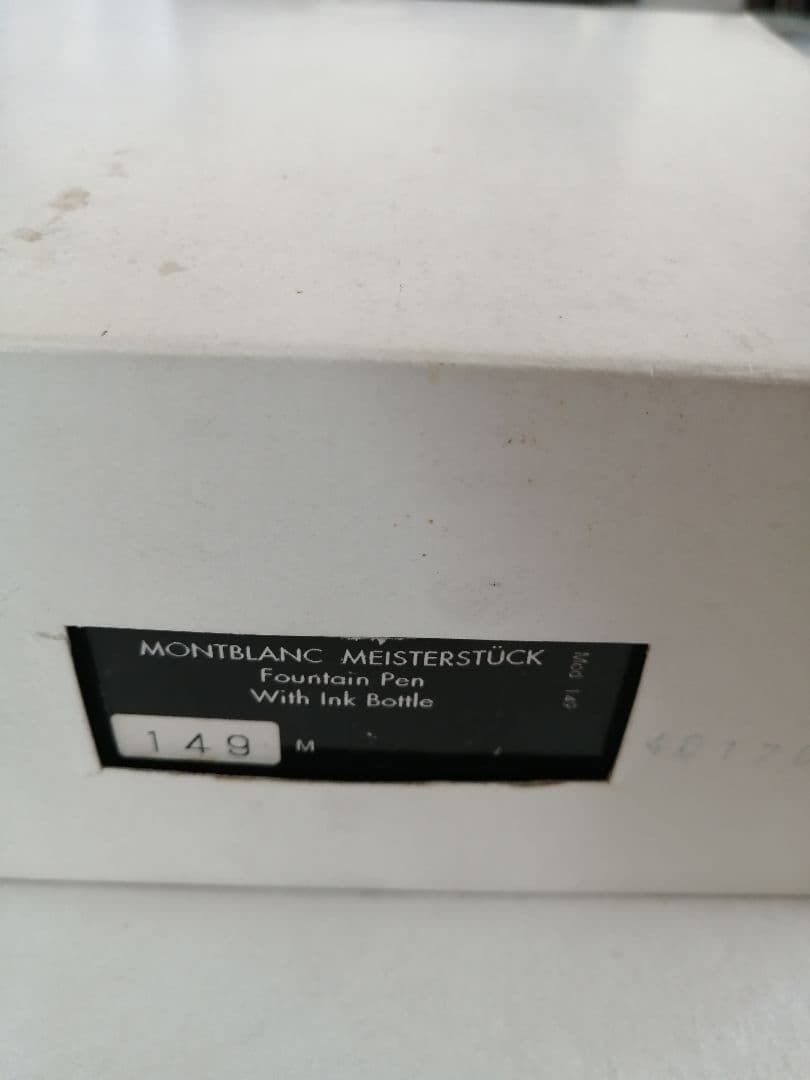 MONTBLANC MEISTERSTÜCK
Fountain Pen
With Ink Bottle
149 M
Mod 149